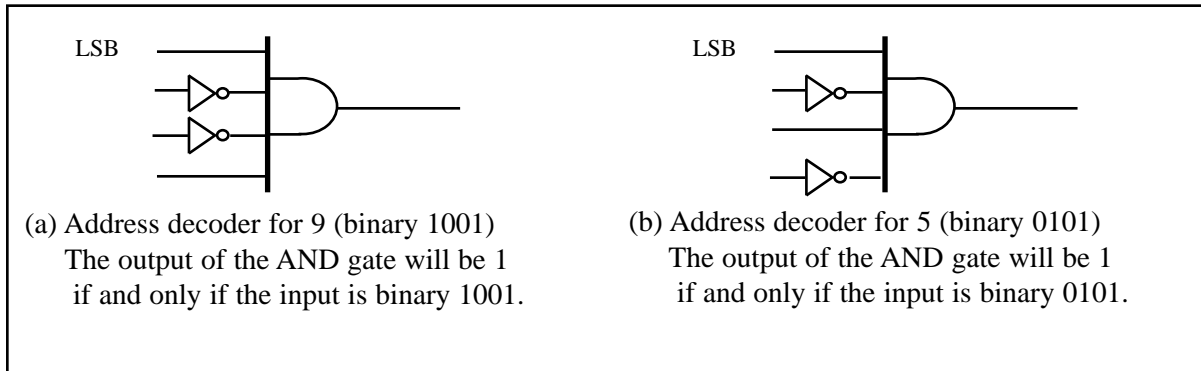 LSB
(a) Address decoder for 9 (binary 1001)
The output of the AND gate will be 1
if and only if the input is binary 1001.
LSB
(b) Address decoder for 5 (binary 0101)
The output of the AND gate will be 1
if and only if the input is binary 0101.